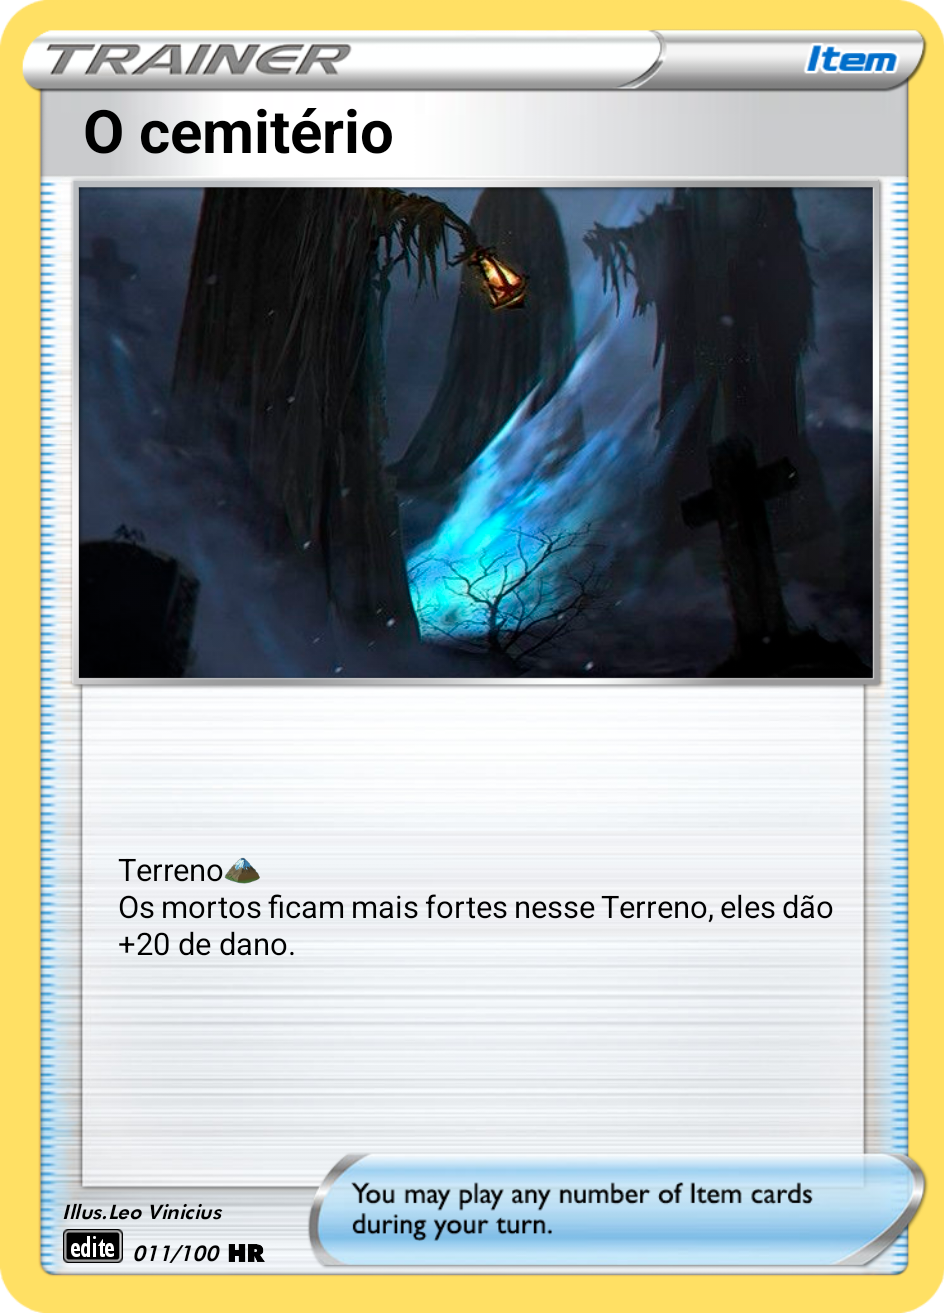 TRAINER
Item
O cemitério
Terreno⛰️
Os mortos ficam mais fortes nesse Terreno, eles dão
+20 de dano.
You may play any number of Item cards
during your turn.
Illus.Leo Vinicius
edite 011/100 HR